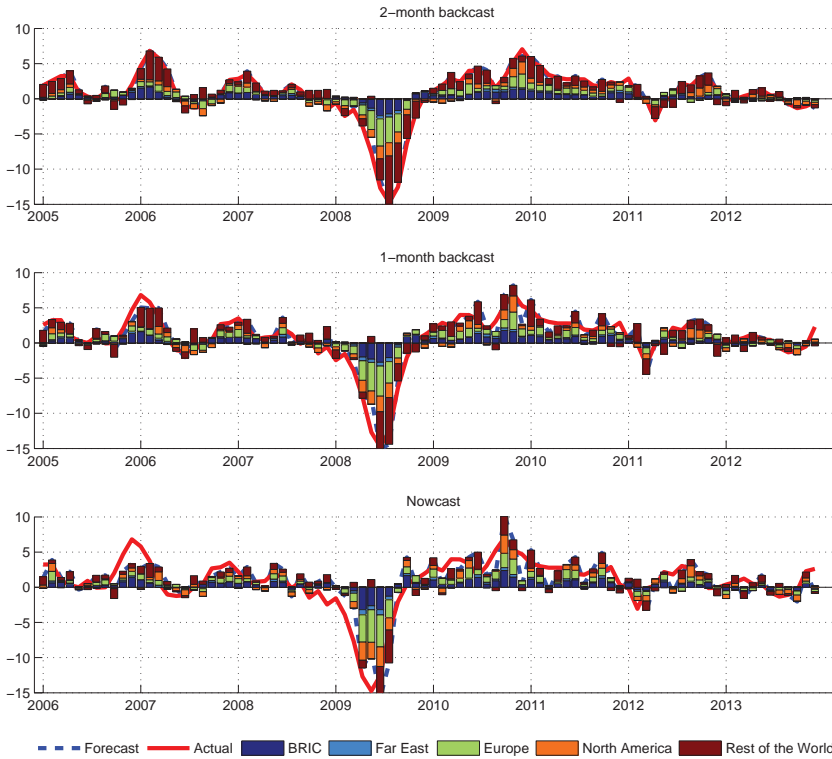 2−month backcast
10
5
0
−5
−10
−15
2005 2006 2007 2008 2009 2010 2011 2012
1−month backcast
10
5
0
−5
−10
−15
2005 2006 2007 2008 2009 2010 2011 2012
Nowcast
10
5
0
−5
−10
−15
2006 2007 2008 2009 2010 2011 2012 2013
Forecast Actual BRIC Far East Europe North America Rest of the World